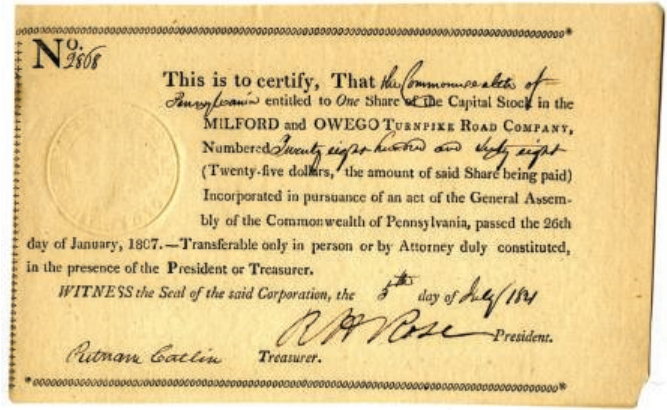 No.
2868
This is to certify, That the Commonwealth of
Pennsylvania entitled to One Share of the Capital Stock in the
MILFORD and OWEGO TURNPIKE ROAD COMPANY,
Numbered Twenty eight hundred and sixty eight
(Twenty-five dollars, the amount of said Share being paid)
Incorporated in pursuance of an act of the General Assem-
bly of the Commonwealth of Pennsylvania, passed the 26th
day of January, 1807.—Transferable only in person or by Attorney duly constituted,
in the presence of the President or Treasurer.
WITNESS the Seal of the said Corporation, the 5th day of July 1821
R H Rose President.
Putnam Catlin Treasurer.